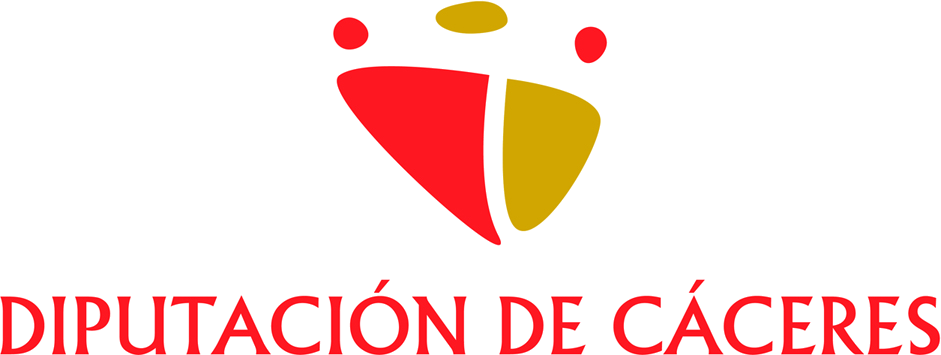 DIPUTACIÓN DE CÁCERES